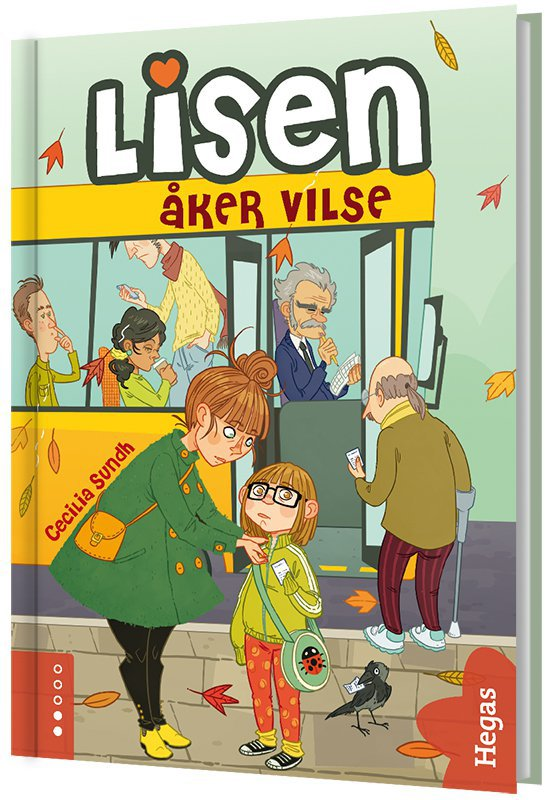 Lisen
åker vilse
Cecilia Sundh
Hegas